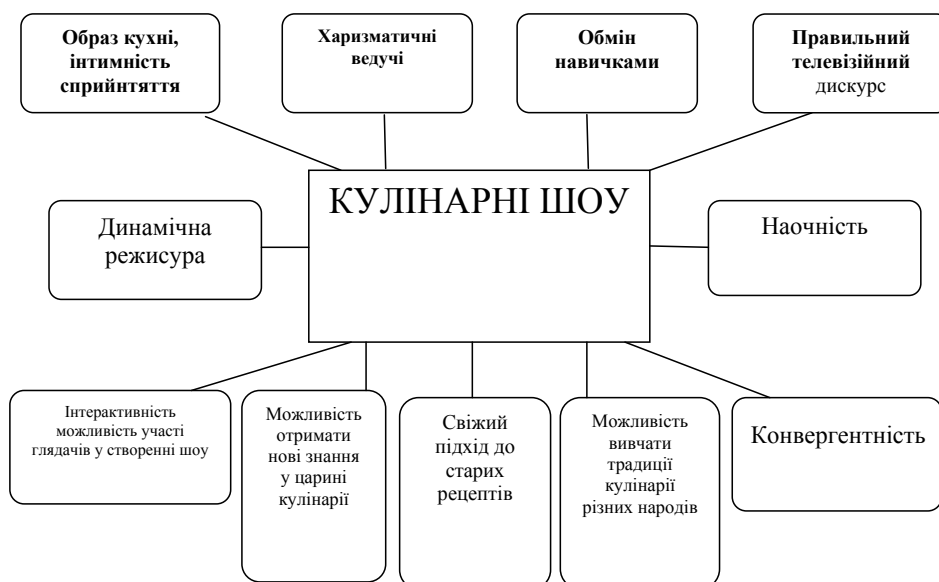 Образ кухні,
інтимність
сприйнтяття
Харизматичні
ведучі
Обмін
навичками
Правильний
телевізійний
дискурс
КУЛІНАРНІ ШОУ
Динамічна
режисура
Наочність
Інтерактивність
можливість участі
глядачів у створенні шоу
Можливість
отримати
нові знання
у царині
кулінарії
Свіжий
підхід до
старих
рецептів
Можливість
вивчати
традиції
кулінарії
різних народів
Конвергентність